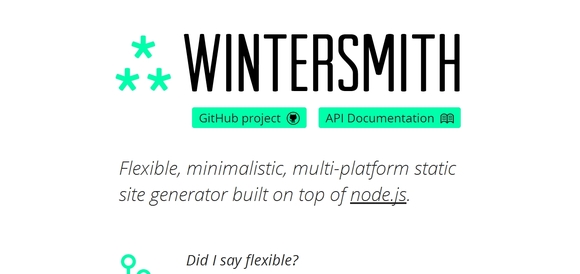 WINTERSMITH
GitHub project
API Documentation
Flexible, minimalistic, multi-platform static
site generator built on top of node.js.
Did I say flexible?